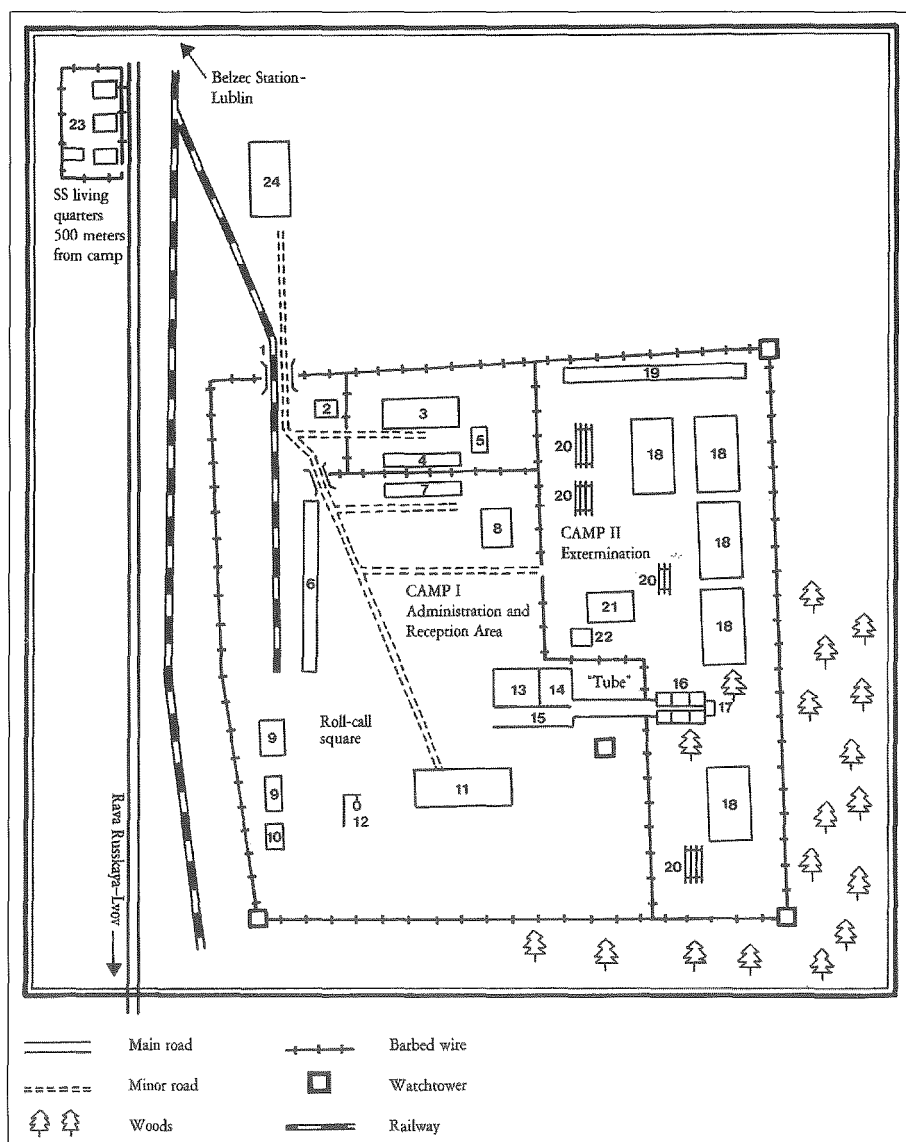 Belzec Station-
Lublin
23
SS living
quarters
500 meters
from camp
24
1
19
2
3
5
20
18
18
4
7
20
8
CAMP II
Extermination
18
6
20
CAMP I
Administration and
Reception Area
21
22
18
13
14
"Tube"
16
17
15
Roll-call
square
9
11
9
12
18
10
20
Rava Russkaya–Lvov
Main road
Barbed wire
Minor road
Watchtower
Woods
Railway